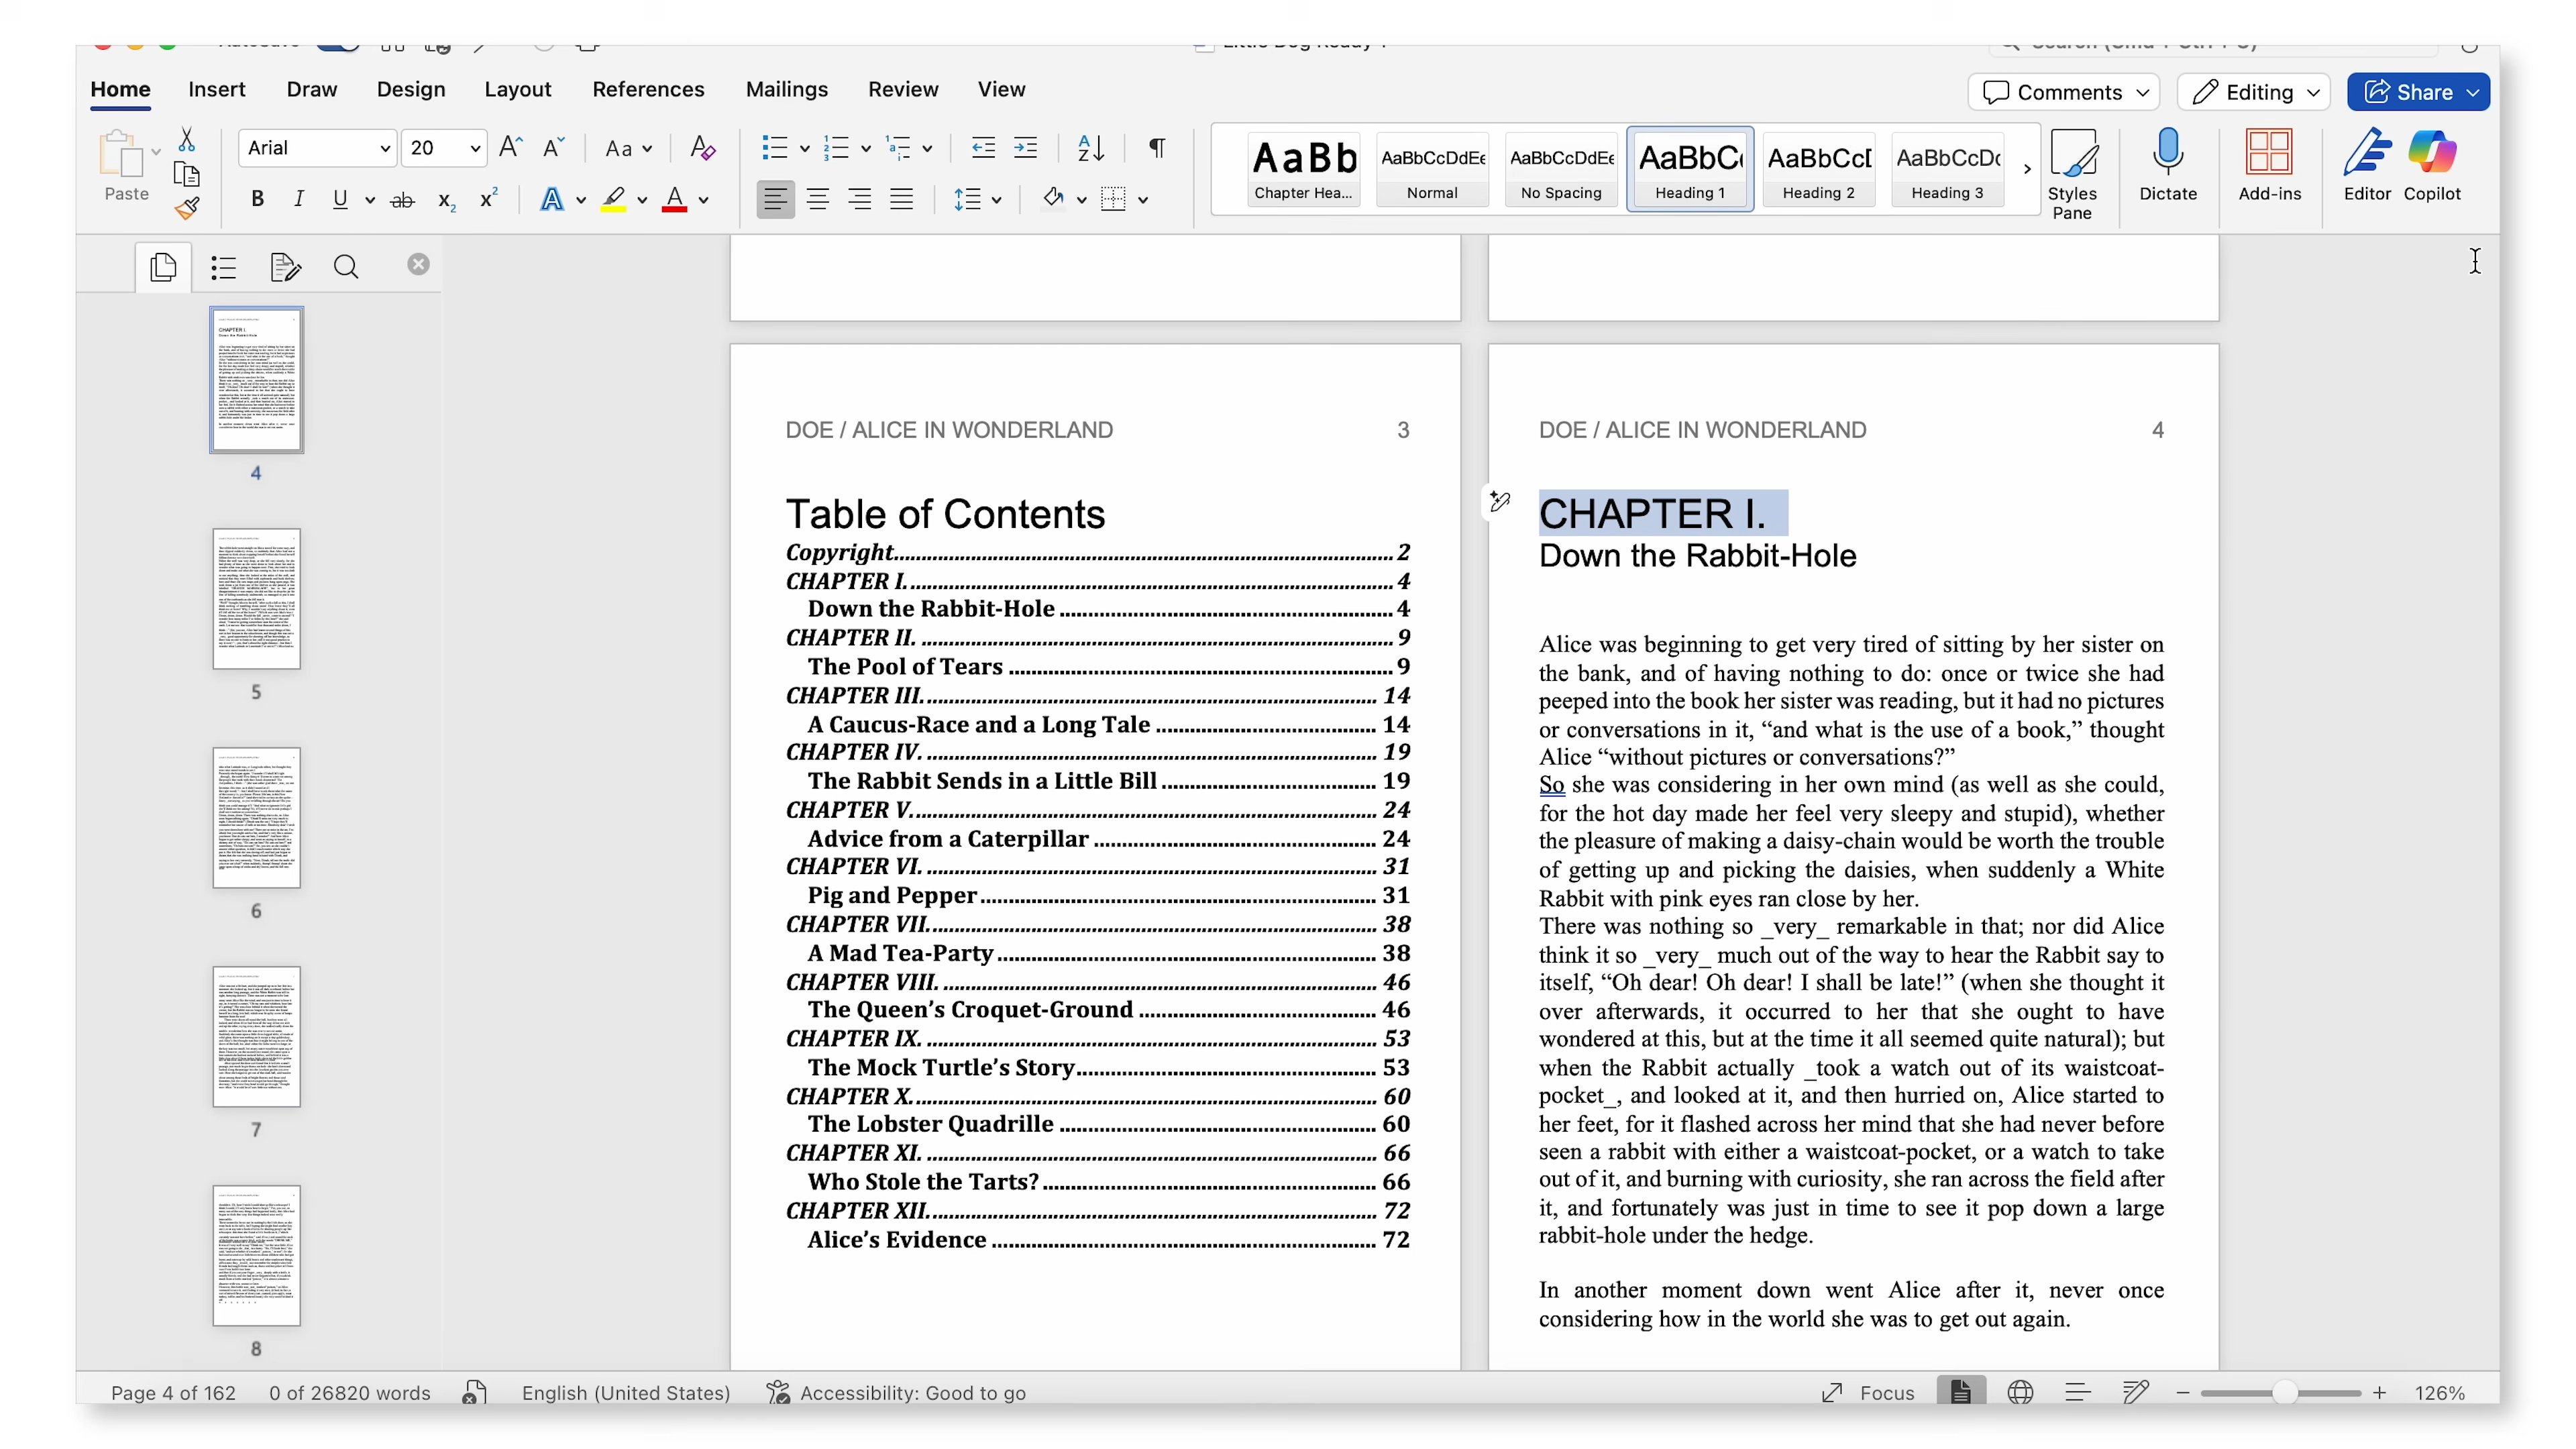 Home Insert Draw Design Layout References Mailings Review View Comments Editing Share
Arial 20 Aa
Paste
B I U ab x₂ x² A A
AaBb AaBbCcDdEe AaBbCcDdEe AaBbC AaBbCcD AaBbCcDc
Chapter Hea... Normal No Spacing Heading 1 Heading 2 Heading 3
Styles Pane Dictate Add-ins Editor Copilot
4
5
6
7
8
DOE / ALICE IN WONDERLAND 3
Table of Contents
Copyright 2
CHAPTER I. 4
Down the Rabbit-Hole 4
CHAPTER II. 9
The Pool of Tears 9
CHAPTER III. 14
A Caucus-Race and a Long Tale 14
CHAPTER IV. 19
The Rabbit Sends in a Little Bill 19
CHAPTER V. 24
Advice from a Caterpillar 24
CHAPTER VI. 31
Pig and Pepper 31
CHAPTER VII. 38
A Mad Tea-Party 38
CHAPTER VIII. 46
The Queen’s Croquet-Ground 46
CHAPTER IX. 53
The Mock Turtle’s Story 53
CHAPTER X. 60
The Lobster Quadrille 60
CHAPTER XI. 66
Who Stole the Tarts? 66
CHAPTER XII. 72
Alice’s Evidence 72
DOE / ALICE IN WONDERLAND 4
CHAPTER I.
Down the Rabbit-Hole
Alice was beginning to get very tired of sitting by her sister on
the bank, and of having nothing to do: once or twice she had
peeped into the book her sister was reading, but it had no pictures
or conversations in it, “and what is the use of a book,” thought
Alice “without pictures or conversations?”
So she was considering in her own mind (as well as she could,
for the hot day made her feel very sleepy and stupid), whether
the pleasure of making a daisy-chain would be worth the trouble
of getting up and picking the daisies, when suddenly a White
Rabbit with pink eyes ran close by her.
There was nothing so _very_ remarkable in that; nor did Alice
think it so _very_ much out of the way to hear the Rabbit say to
itself, “Oh dear! Oh dear! I shall be late!” (when she thought it
over afterwards, it occurred to her that she ought to have
wondered at this, but at the time it all seemed quite natural); but
when the Rabbit actually _took a watch out of its waistcoat-
pocket_, and looked at it, and then hurried on, Alice started to
her feet, for it flashed across her mind that she had never before
seen a rabbit with either a waistcoat-pocket, or a watch to take
out of it, and burning with curiosity, she ran across the field after
it, and fortunately was just in time to see it pop down a large
rabbit-hole under the hedge.
In another moment down went Alice after it, never once
considering how in the world she was to get out again.
Page 4 of 162 0 of 26820 words English (United States) Accessibility: Good to go Focus 126%